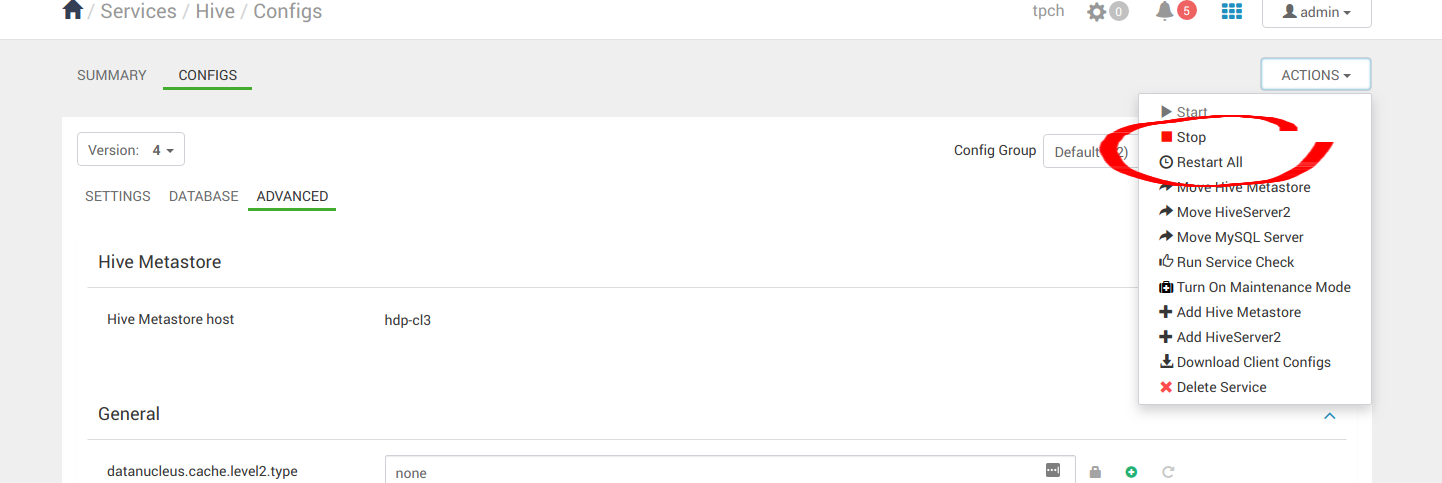 / Services / Hive / Configs
tpch 0 5 admin
SUMMARY CONFIGS ACTIONS
Start
Stop
Restart All
Move Hive Metastore
Move HiveServer2
Move MySQL Server
Run Service Check
Turn On Maintenance Mode
Add Hive Metastore
Add HiveServer2
Download Client Configs
Delete Service
Version: 4
Config Group Default 2)
SETTINGS DATABASE ADVANCED
Hive Metastore
Hive Metastore host hdp-cl3
General
datanucleus.cache.level2.type none